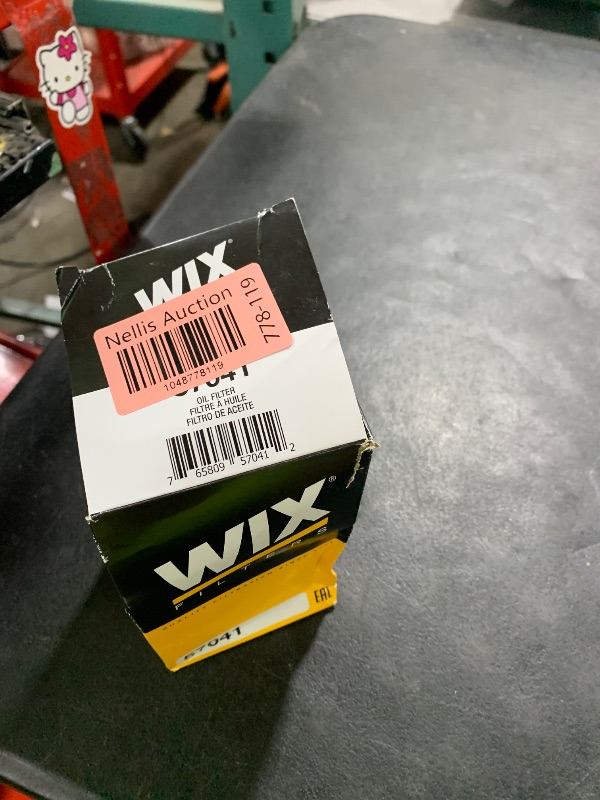 WIX®
Nellis Auction
778-119
1048778119
57041
OIL FILTER
FILTRE À HUILE
FILTRO DE ACEITE
7 65809 57041 2
WIX®
FILTERS
EAC
57041